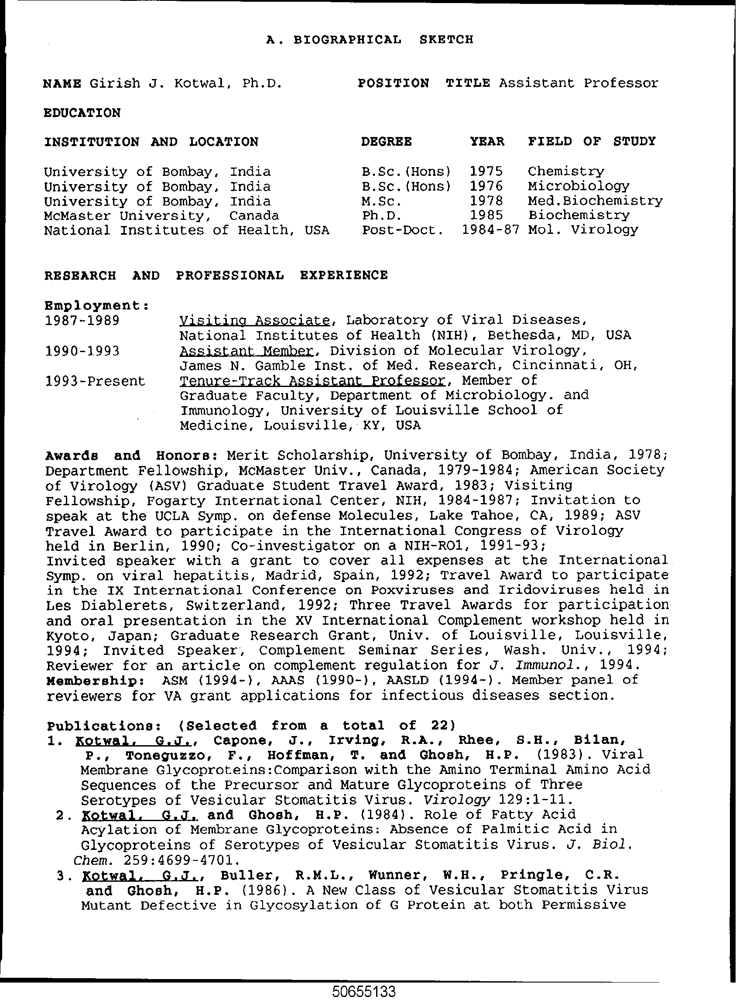 A. BIOGRAPHICAL SKETCH
NAME Girish J. Kotwal, Ph.D. POSITION TITLE Assistant Professor
EDUCATION
INSTITUTION AND LOCATION DEGREE YEAR FIELD OF STUDY
University of Bombay, India B.Sc.(Hons) 1975 Chemistry
University of Bombay, India B.Sc.(Hons) 1976 Microbiology
University of Bombay, India M.Sc. 1978 Med.Biochemistry
McMaster University, Canada Ph.D. 1985 Biochemistry
National Institutes of Health, USA Post-Doct. 1984-87 Mol. Virology
RESEARCH AND PROFESSIONAL EXPERIENCE
Employment:
1987-1989 Visiting Associate, Laboratory of Viral Diseases,
National Institutes of Health (NIH), Bethesda, MD, USA
1990-1993 Assistant Member, Division of Molecular Virology,
James N. Gamble Inst. of Med. Research, Cincinnati, OH,
1993-Present Tenure-Track Assistant Professor, Member of
Graduate Faculty, Department of Microbiology. and
Immunology, University of Louisville School of
Medicine, Louisville, KY, USA
Awards and Honors: Merit Scholarship, University of Bombay, India, 1978;
Department Fellowship, McMaster Univ., Canada, 1979-1984; American Society
of Virology (ASV) Graduate Student Travel Award, 1983; Visiting
Fellowship, Fogarty International Center, NIH, 1984-1987; Invitation to
speak at the UCLA Symp. on defense Molecules, Lake Tahoe, CA, 1989; ASV
Travel Award to participate in the International Congress of Virology
held in Berlin, 1990; Co-investigator on a NIH-RO1, 1991-93;
Invited speaker with a grant to cover all expenses at the International
Symp. on viral hepatitis, Madrid, Spain, 1992; Travel Award to participate
in the IX International Conference on Poxviruses and Iridoviruses held in
Les Diablerets, Switzerland, 1992; Three Travel Awards for participation
and oral presentation in the XV International Complement workshop held in
Kyoto, Japan; Graduate Research Grant, Univ. of Louisville, Louisville,
1994; Invited Speaker, Complement Seminar Series, Wash. Univ., 1994;
Reviewer for an article on complement regulation for J. Immunol., 1994.
Membership: ASM (1994-), AAAS (1990-), AASLD (1994-). Member panel of
reviewers for VA grant applications for infectious diseases section.
Publications: (Selected from a total of 22)
1. Kotwal, G.J., Capone, J., Irving, R.A., Rhee, S.H., Bilan,
P., Toneguzzo, F., Hoffman, T. and Ghosh, H.P. (1983). Viral
Membrane Glycoproteins:Comparison with the Amino Terminal Amino Acid
Sequences of the Precursor and Mature Glycoproteins of Three
Serotypes of Vesicular Stomatitis Virus. Virology 129:1-11.
2. Kotwal, G.J. and Ghosh, H.P. (1984). Role of Fatty Acid
Acylation of Membrane Glycoproteins: Absence of Palmitic Acid in
Glycoproteins of Serotypes of Vesicular Stomatitis Virus. J. Biol.
Chem. 259:4699-4701.
3. Kotwal, G.J., Buller, R.M.L., Wunner, W.H., Pringle, C.R.
and Ghosh, H.P. (1986). A New Class of Vesicular Stomatitis Virus
Mutant Defective in Glycosylation of G Protein at both Permissive
50655133